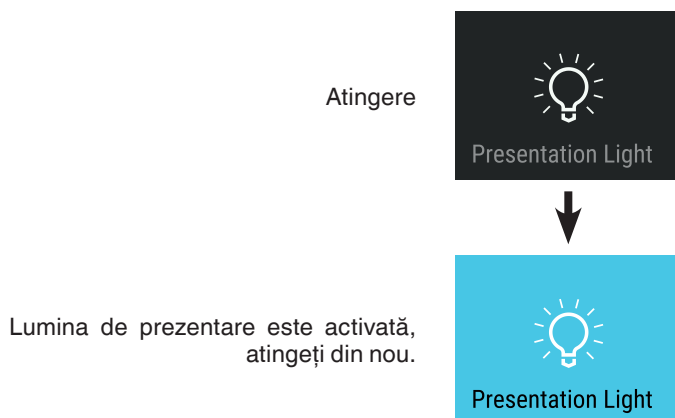 Atingere
Presentation Light
Lumina de prezentare este activată,
atingeți din nou.
Presentation Light